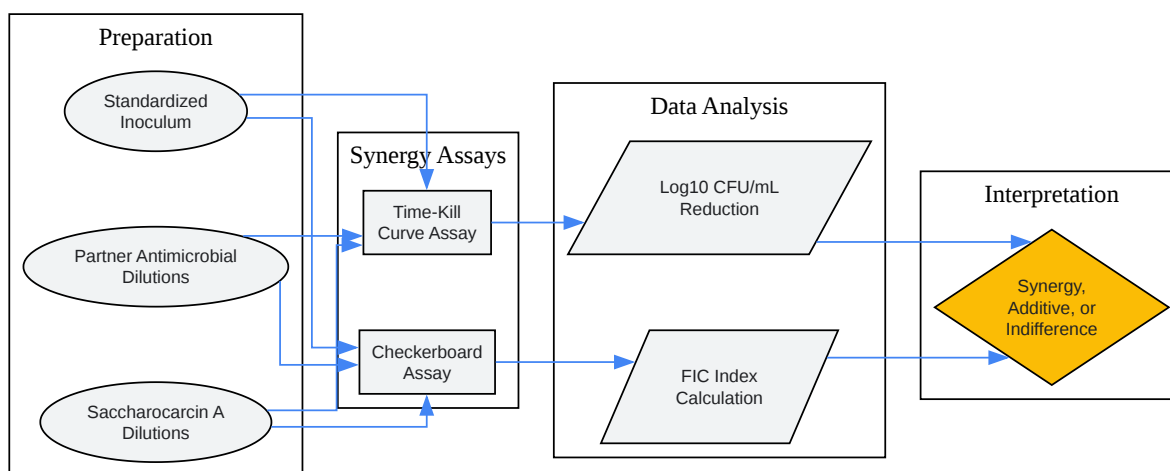 Preparation
Standardized
Inoculum
Partner Antimicrobial
Dilutions
Saccharocarcin A
Dilutions
Synergy Assays
Time-Kill
Curve Assay
Checkerboard
Assay
Data Analysis
Log10 CFU/mL
Reduction
FIC Index
Calculation
Interpretation
Synergy,
Additive, or
Indifference